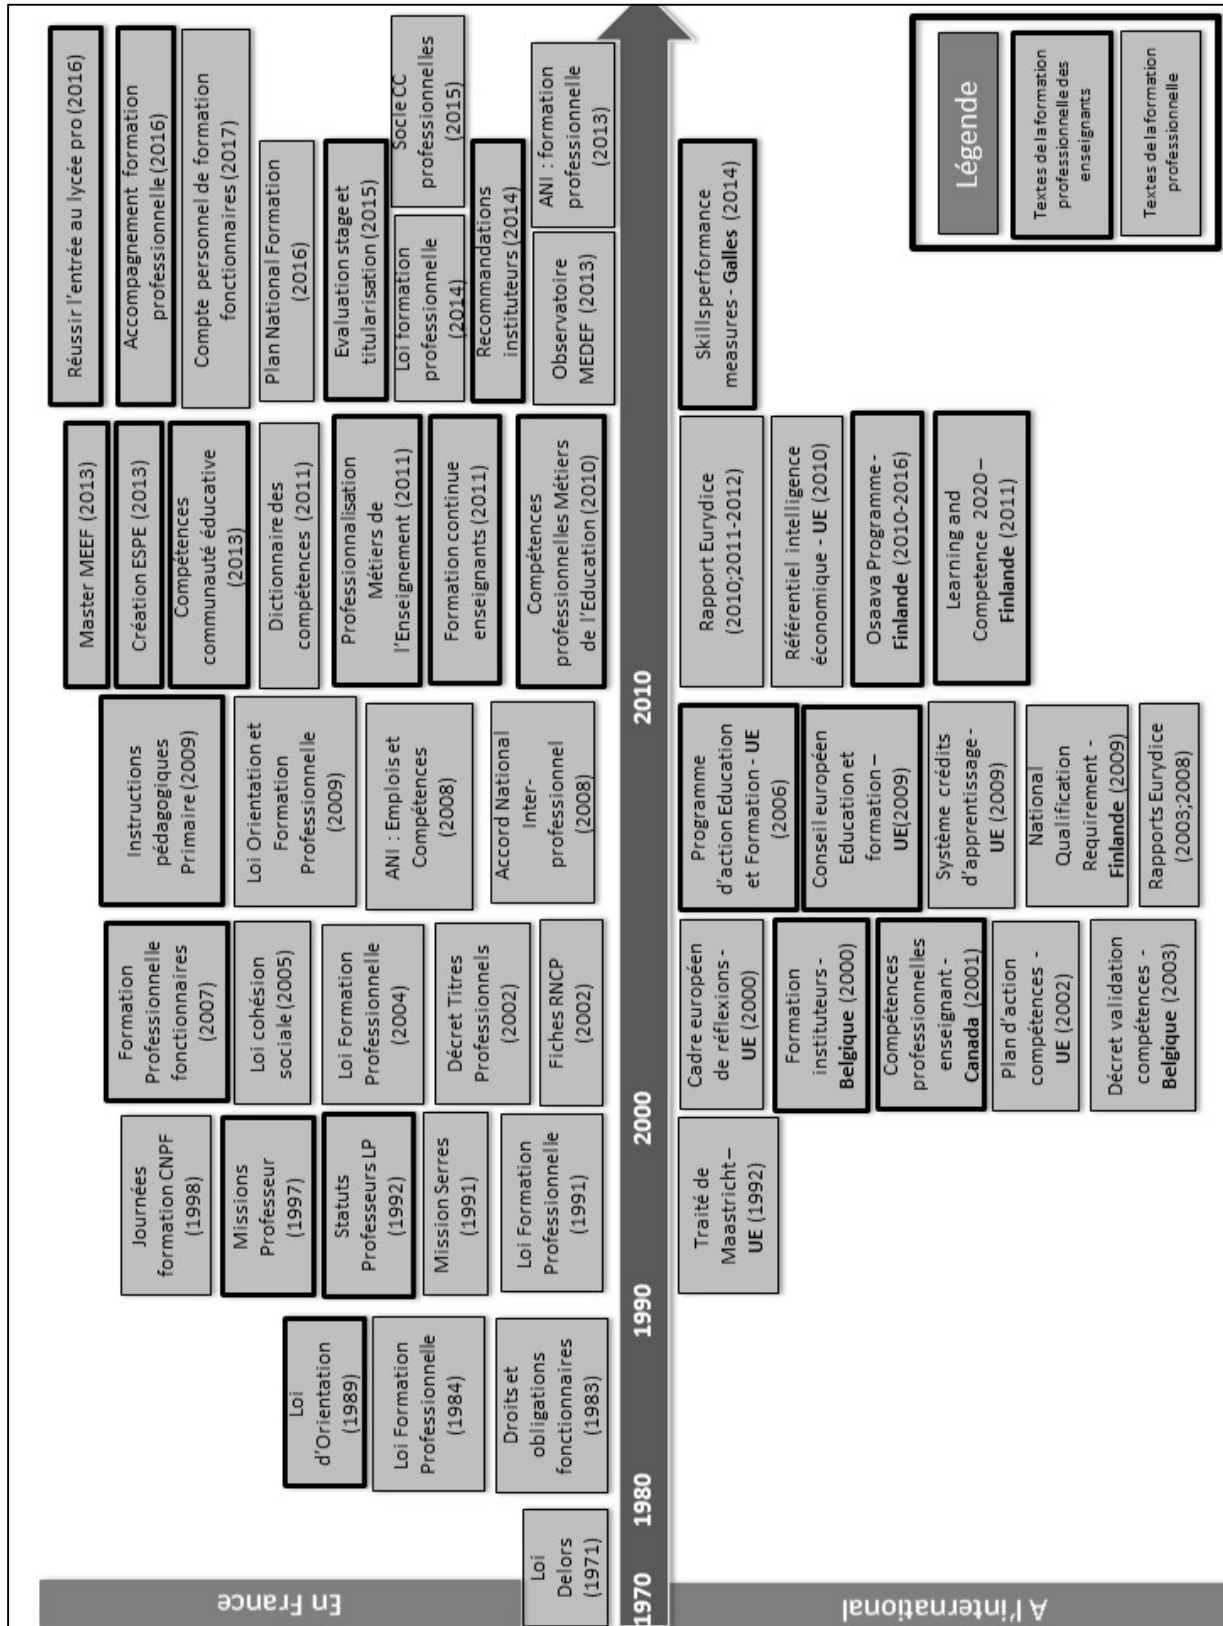 En France
Loi
Delors
(1971)
Loi
d'Orientation
(1989)
Loi Formation
Professionnelle
(1984)
Droits et
obligations
fonctionnaires
(1983)
Journées
formation CNPF
(1998)
Missions
Professeur
(1997)
Statuts
Professeurs LP
(1992)
Mission Serres
(1991)
Loi Formation
Professionnelle
(1991)
Formation
Professionnelle
fonctionnaires
(2007)
Loi cohésion
sociale (2005)
Loi Formation
Professionnelle
(2004)
Décret Titres
Professionnels
(2002)
Fiches RNCP
(2002)
Instructions
pédagogiques
Primaire (2009)
Loi Orientation et
Formation
Professionnelle
(2009)
ANI : Emplois et
Compétences
(2008)
Accord National
Inter-
professionnel
(2008)
Master MEEF (2013)
Création ESPE (2013)
Compétences
communauté éducative
(2013)
Dictionnaire des
compétences (2011)
Professionnalisation
Métiers de
l'Enseignement (2011)
Formation continue
enseignants (2011)
Compétences
professionnelles Métiers
de l'Education (2010)
Réussir l'entrée au lycée pro (2016)
Accompagnement formation
professionnelle (2016)
Compte personnel de formation
fonctionnaires (2017)
Plan National Formation
(2016)
Evaluation stage et
titularisation (2015)
Loi formation
professionnelle
(2014)
Socle CC
professionnelles
(2015)
Recommandations
instituteurs (2014)
Observatoire
MEDEF (2013)
ANI : formation
professionnelle
(2013)
1970
1980
1990
2000
2010
A l'international
Traité de
Maastricht –
UE (1992)
Cadre européen
de réflexions -
UE (2000)
Formation
instituteurs -
Belgique (2000)
Compétences
professionnelles
enseignant -
Canada (2001)
Plan d'action
compétences -
UE (2002)
Décret validation
compétences -
Belgique (2003)
Programme
d'action Education
et Formation - UE
(2006)
Conseil européen
Education et
formation –
UE(2009)
Système crédits
d'apprentissage -
UE (2009)
National
Qualification
Requirement -
Finlande (2009)
Rapports Eurydice
(2003;2008)
Rapport Eurydice
(2010;2011-2012)
Référentiel intelligence
économique - UE (2010)
Osaava Programme -
Finlande (2010-2016)
Learning and
Competence 2020 –
Finlande (2011)
Skills performance
measures - Galles (2014)
Légende
Textes de la formation
professionnelle des
enseignants
Textes de la formation
professionnelle